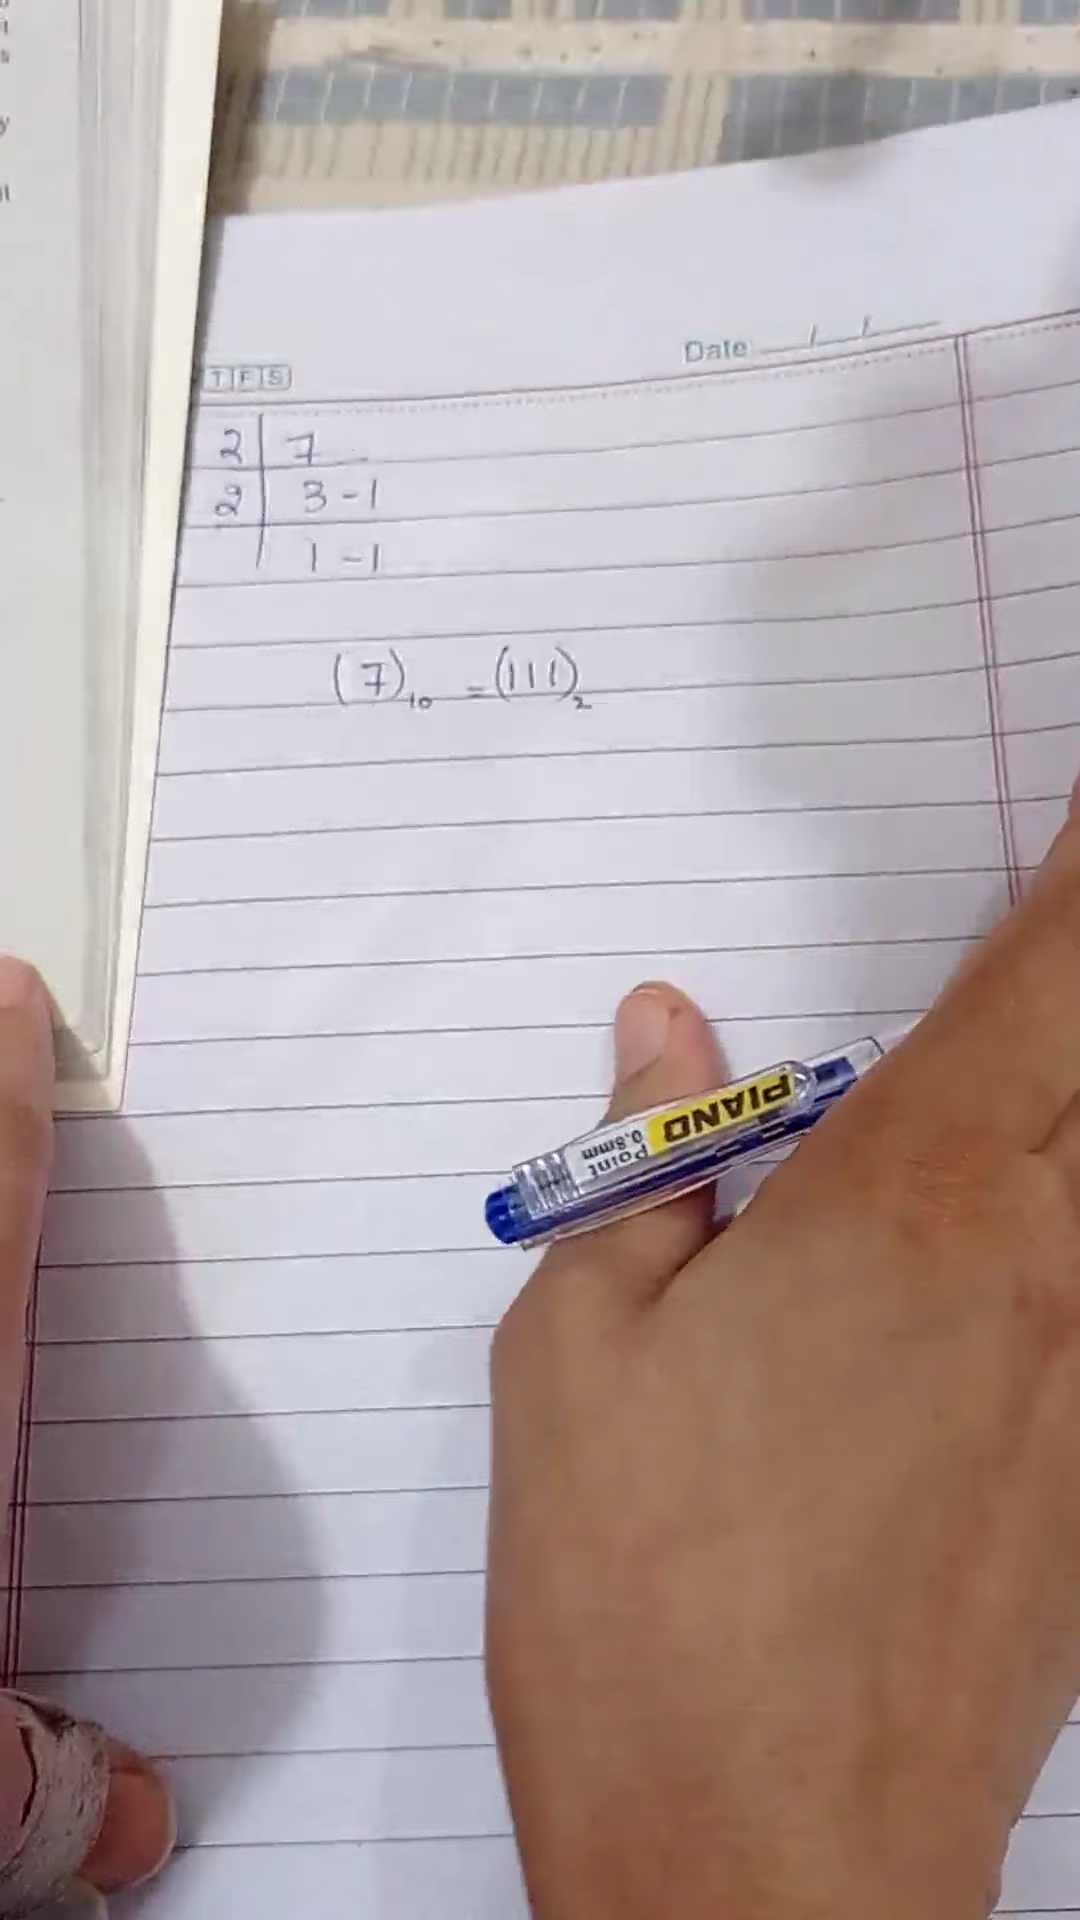 Date / /
T F S
2 | 7
2 | 3 - 1
| 1 - 1
(7)₁₀ = (111)₂
PIANO
Point
0.8mm